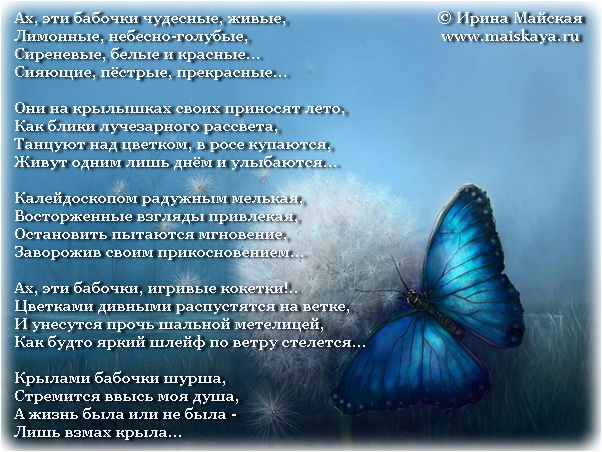 Ах, эти бабочки чудесные, живые,
Лимонные, небесно-голубые,
Сиреневые, белые и красные...
Сияющие, пёстрые, прекрасные...
© Ирина Майская
www.maiskaya.ru
Они на крылышках своих приносят лето,
Как блики лучезарного рассвета,
Танцуют над цветком, в росе купаются,
Живут одним лишь днём и улыбаются...
Калейдоскопом радужным мелькая,
Восторженные взгляды привлекая,
Остановить пытаются мгновение,
Заворожив своим прикосновением...
Ах, эти бабочки, игривые кокетки!..
Цветками дивными распустятся на ветке,
И унесутся прочь шальной метелицей,
Как будто яркий шлейф по ветру стелется...
Крылами бабочки шурша,
Стремится ввысь моя душа,
А жизнь была или не была -
Лишь взмах крыла...